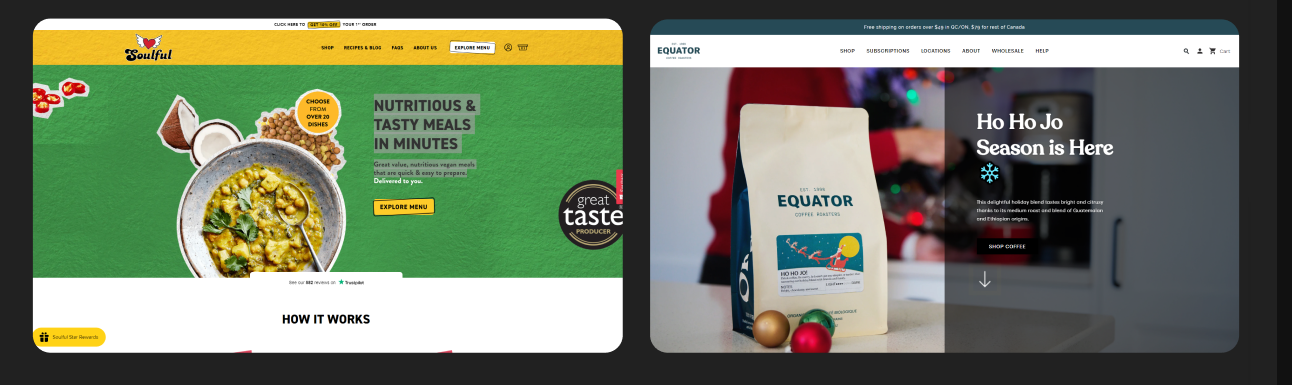 CLICK HERE TO GET 10% OFF YOUR 1ST ORDER
Soulful
SHOP RECIPES & BLOG FAQS ABOUT US EXPLORE MENU
CHOOSE
FROM
OVER 20
DISHES
NUTRITIOUS &
TASTY MEALS
IN MINUTES
Great value, nutritious vegan meals
that are quick & easy to prepare.
Delivered to you.
EXPLORE MENU
great
taste
PRODUCER
See our 552 reviews on Trustpilot
HOW IT WORKS
Soulful Star Rewards
Free shipping on orders over $49 in QC/ON, $79 for rest of Canada
EQUATOR
COFFEE ROASTERS
SHOP SUBSCRIPTIONS LOCATIONS ABOUT WHOLESALE HELP
Cart
Ho Ho Jo
Season is Here
This delightful holiday blend tastes bright and citrusy
thanks to its medium roast and blend of Guatemalan
and Ethiopian origins.
SHOP COFFEE
EST. 1996
EQUATOR
COFFEE ROASTERS
HO HO JO!